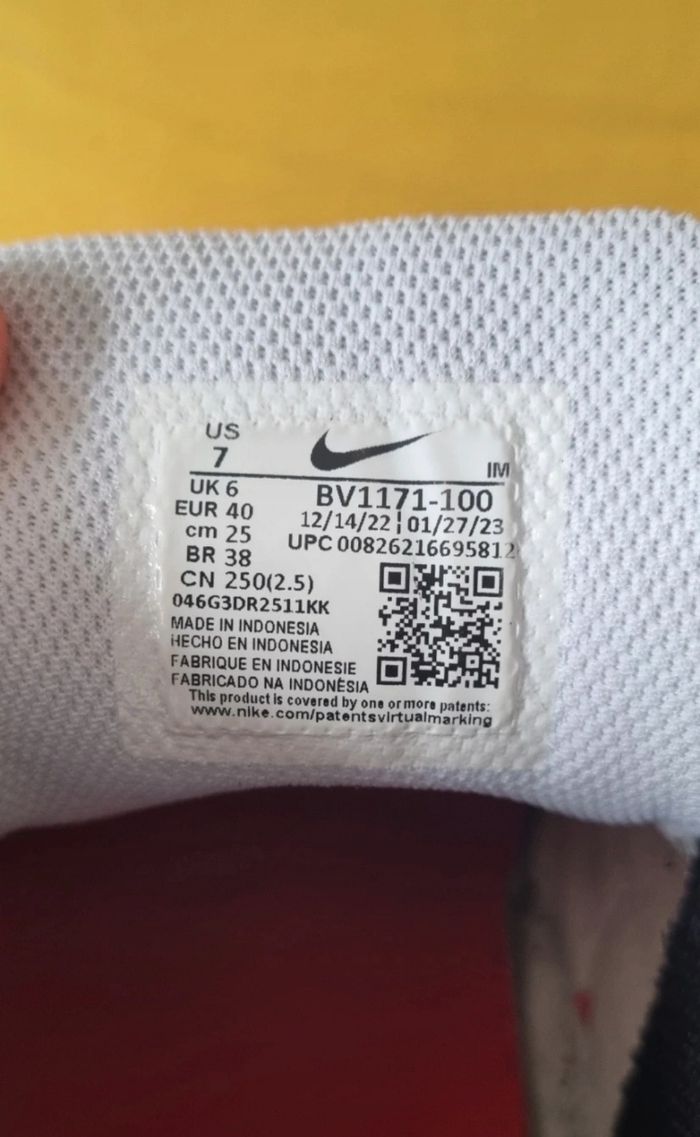 US
7
IM
UK 6
EUR 40
cm 25
BR 38
CN 250(2.5)
BV1171-100
12/14/22 ¦ 01/27/23
UPC 00826216695812
046G3DR2511KK
MADE IN INDONESIA
HECHO EN INDONESIA
FABRIQUE EN INDONESIE
FABRICADO NA INDONÉSIA
This product is covered by one or more patents:
www.nike.com/patentsvirtualmarking